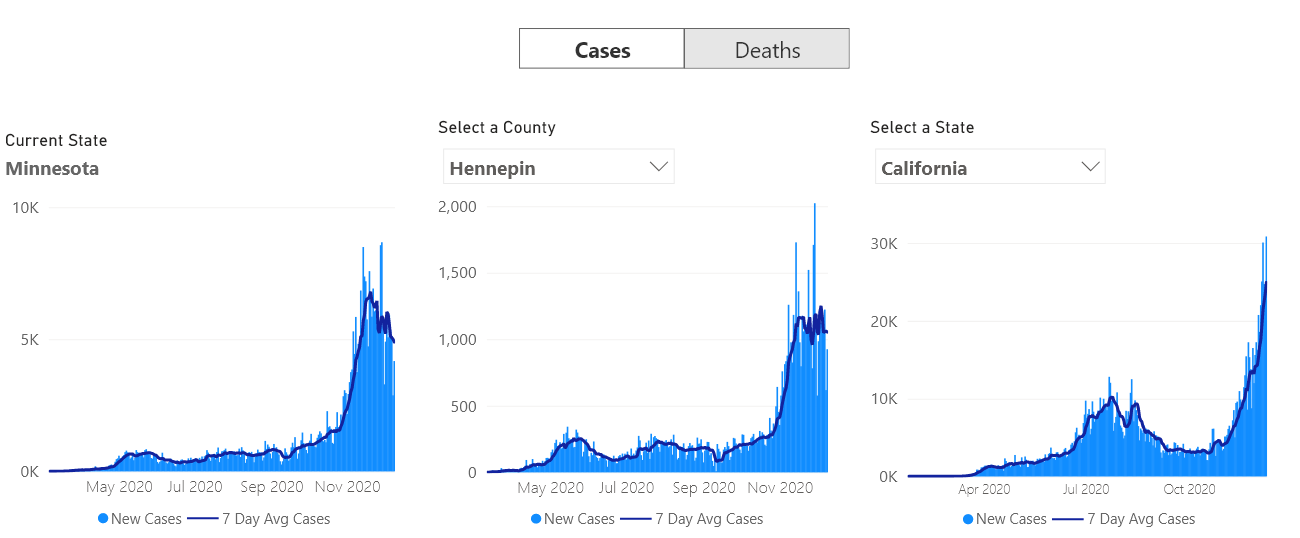 Cases Deaths
Current State
Minnesota
10K
5K
0K
May 2020 Jul 2020 Sep 2020 Nov 2020
New Cases 7 Day Avg Cases
Select a County
Hennepin
2,000
1,500
1,000
500
0
May 2020 Jul 2020 Sep 2020 Nov 2020
New Cases 7 Day Avg Cases
Select a State
California
30K
20K
10K
0K
Apr 2020 Jul 2020 Oct 2020
New Cases 7 Day Avg Cases